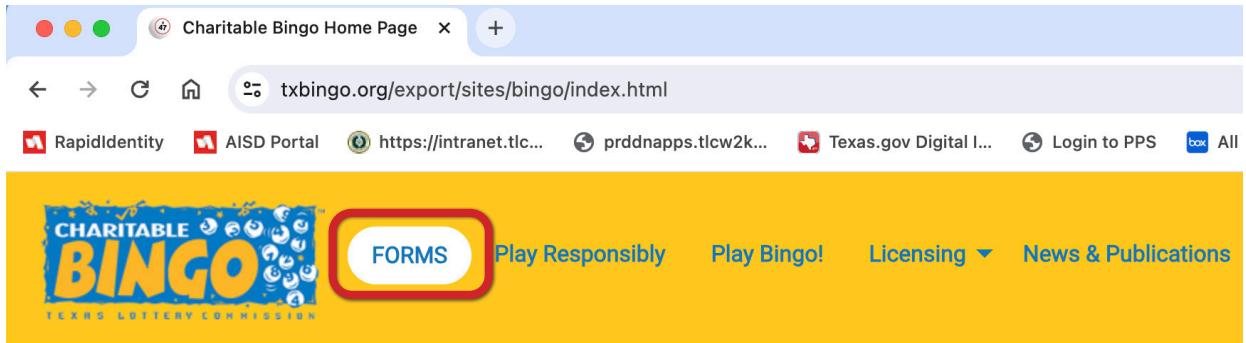 47 Charitable Bingo Home Page
txbingo.org/export/sites/bingo/index.html
RapidIdentity AISD Portal https://intranet.tlc... prddnapps.tlcw2k... Texas.gov Digital I... Login to PPS box All
CHARITABLE
BINGO
TEXAS LOTTERY COMMISSION
FORMS Play Responsibly Play Bingo! Licensing News & Publications